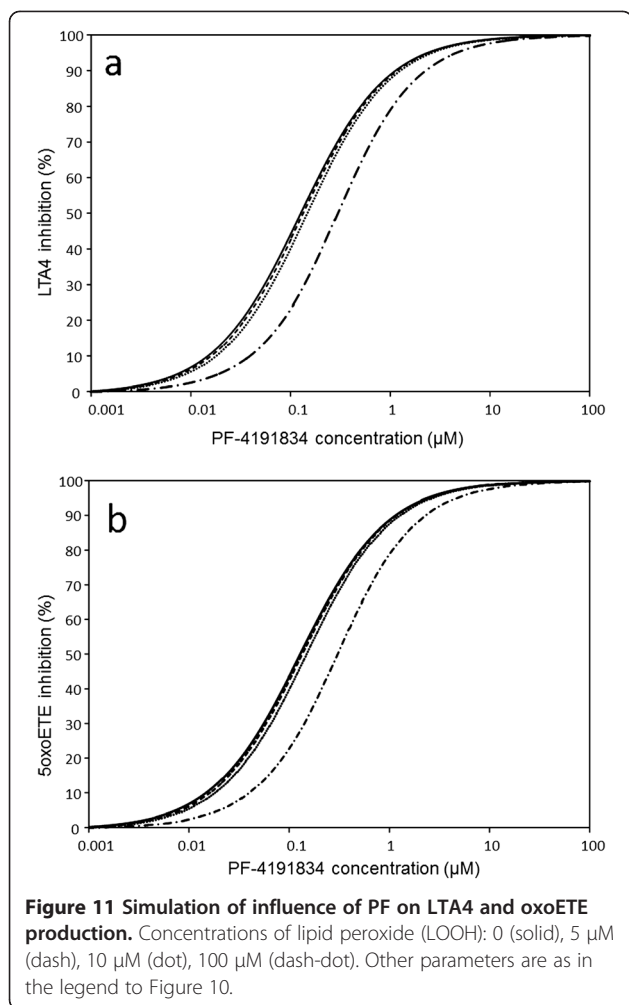 a
100
90
80
70
60
50
40
30
20
10
0
LTA4 inhibition (%)
0.001 0.01 0.1 1 10 100
PF-4191834 concentration (µM)
b
100
90
80
70
60
50
40
30
20
10
0
5oxoETE inhibition (%)
0.001 0.01 0.1 1 10 100
PF-4191834 concentration (µM)
Figure 11 Simulation of influence of PF on LTA4 and oxoETE
production. Concentrations of lipid peroxide (LOOH): 0 (solid), 5 µM
(dash), 10 µM (dot), 100 µM (dash-dot). Other parameters are as in
the legend to Figure 10.